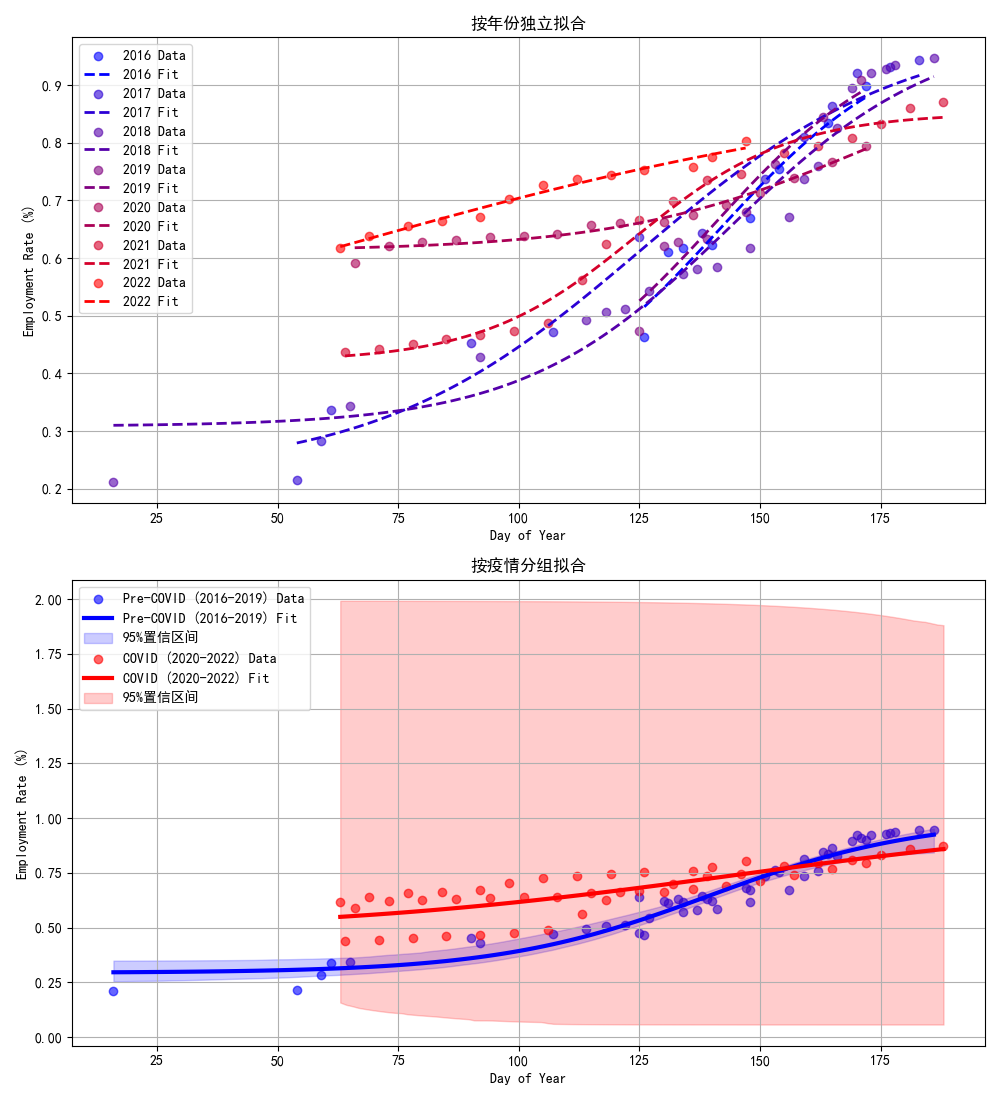 按年份独立拟合
2016 Data
2016 Fit
2017 Data
2017 Fit
2018 Data
2018 Fit
2019 Data
2019 Fit
2020 Data
2020 Fit
2021 Data
2021 Fit
2022 Data
2022 Fit
Employment Rate (%)
0.9
0.8
0.7
0.6
0.5
0.4
0.3
0.2
25 50 75 100 125 150 175
Day of Year
按疫情分组拟合
Pre-COVID (2016-2019) Data
Pre-COVID (2016-2019) Fit
95%置信区间
COVID (2020-2022) Data
COVID (2020-2022) Fit
95%置信区间
Employment Rate (%)
2.00
1.75
1.50
1.25
1.00
0.75
0.50
0.25
0.00
25 50 75 100 125 150 175
Day of Year